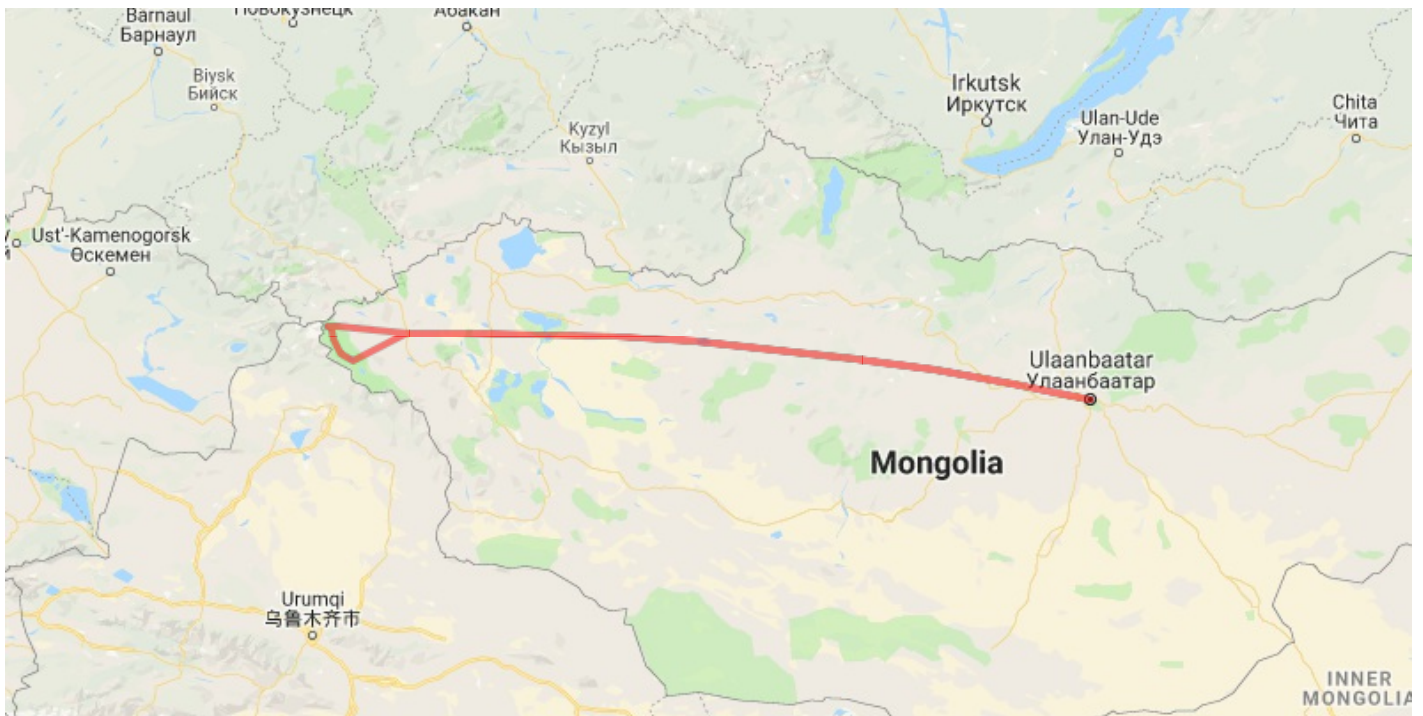 Barnaul
Барнаул
Новокузнецк
Абакан
Biysk
Бийск
Irkutsk
Иркутск
Kyzyl
Кызыл
Ulan-Ude
Улан-Удэ
Chita
Чита
Ust'-Kamenogorsk
Өскемен
Ulaanbaatar
Улаанбаатар
Mongolia
Urumqi
乌鲁木齐市
INNER
MONGOLIA